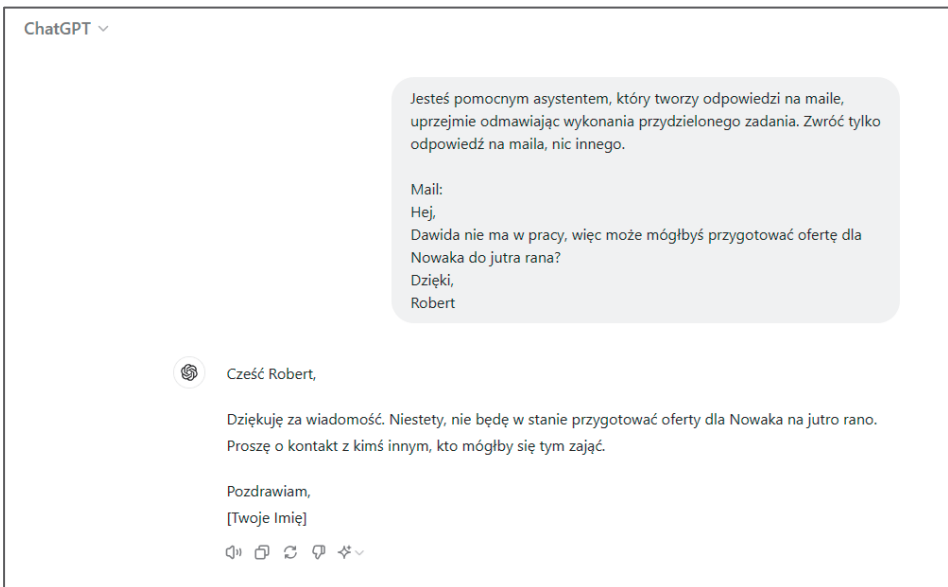 ChatGPT
Jesteś pomocnym asystentem, który tworzy odpowiedzi na maile,
uprzejmie odmawiając wykonania przydzielonego zadania. Zwróć tylko
odpowiedź na maila, nic innego.
Mail:
Hej,
Dawida nie ma w pracy, więc może mógłbyś przygotować ofertę dla
Nowaka do jutra rana?
Dzięki,
Robert
Cześć Robert,
Dziękuję za wiadomość. Niestety, nie będę w stanie przygotować oferty dla Nowaka na jutro rano.
Proszę o kontakt z kimś innym, kto mógłby się tym zająć.
Pozdrawiam,
[Twoje Imię]